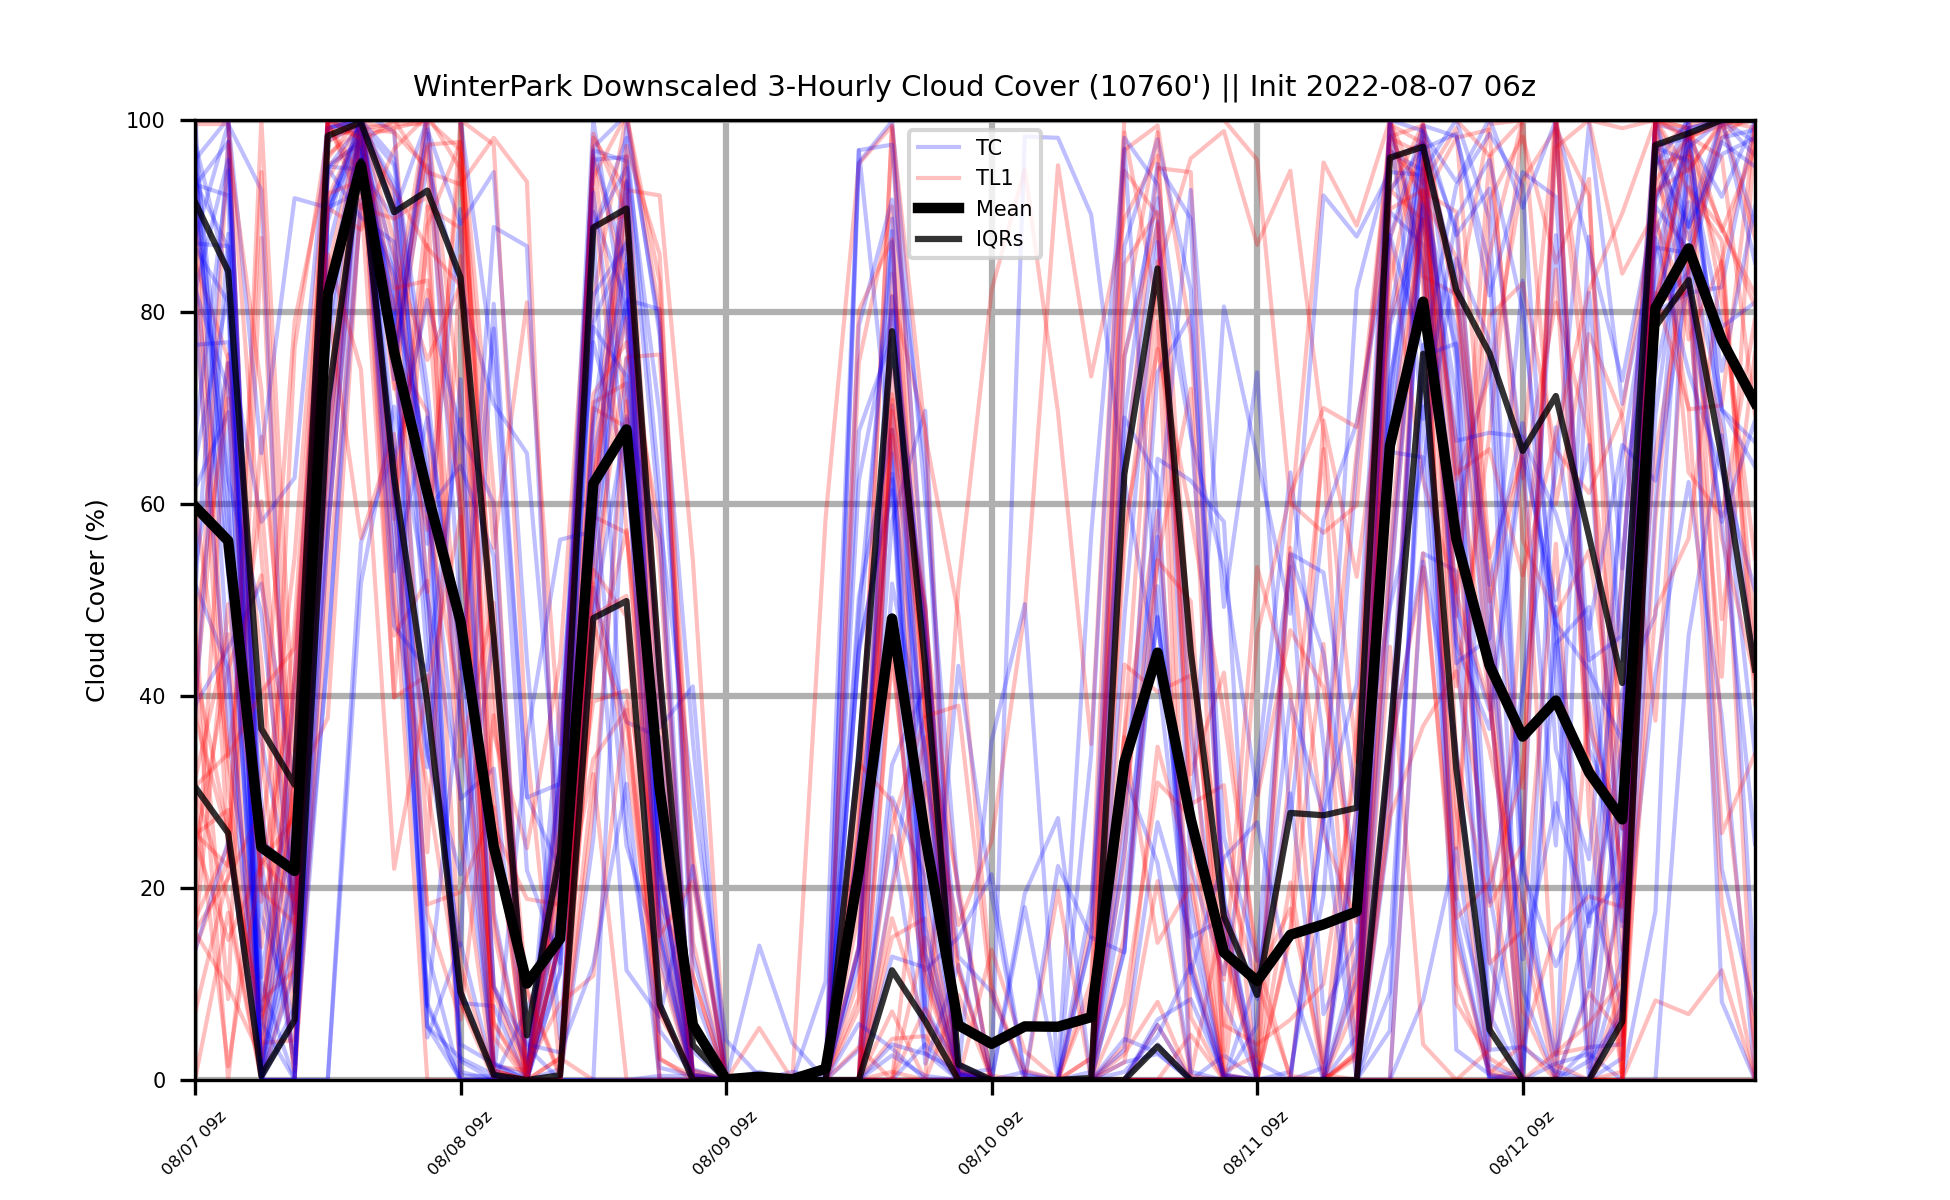 WinterPark Downscaled 3-Hourly Cloud Cover (10760') || Init 2022-08-07 06z
Cloud Cover (%)
100
80
60
40
20
0
TC
TL1
Mean
IQRs
08/07 09z
08/08 09z
08/09 09z
08/10 09z
08/11 09z
08/12 09z